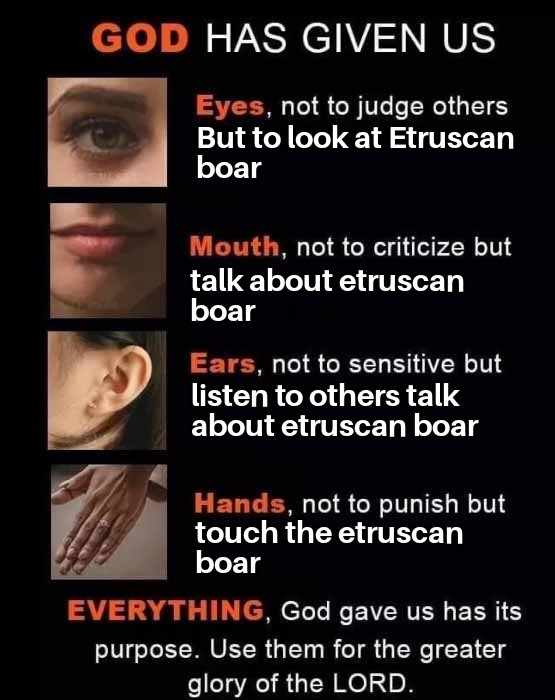 GOD HAS GIVEN US
Eyes, not to judge others
But to look at Etruscan
boar
Mouth, not to criticize but
talk about etruscan
boar
Ears, not to sensitive but
listen to others talk
about etruscan boar
Hands, not to punish but
touch the etruscan
boar
EVERYTHING, God gave us has its
purpose. Use them for the greater
glory of the LORD.